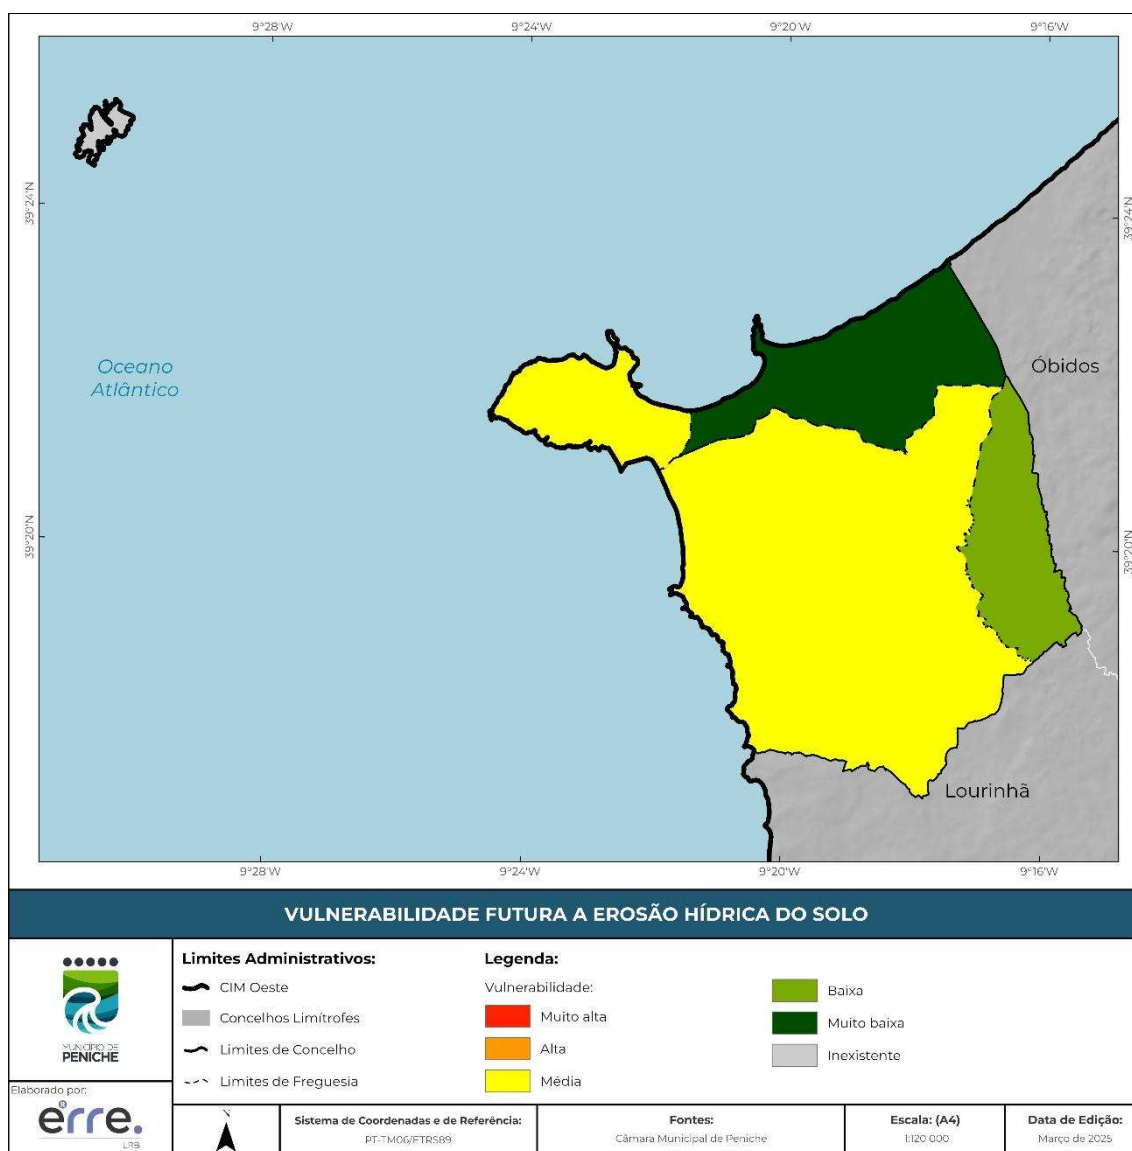 9°28'W
9°24'W
9°20'W
9°16'W
39°24'N
39°24'N
Oceano
Atlântico
Óbidos
39°20'N
39°20'N
Lourinhã
9°28'W
9°24'W
9°20'W
9°16'W
VULNERABILIDADE FUTURA A EROSÃO HÍDRICA DO SOLO
MUNICÍPIO DE
PENICHE
Limites Administrativos:
CIM Oeste
Concelhos Limítrofes
Limites de Concelho
Limites de Freguesia
Legenda:
Vulnerabilidade:
Muito alta
Alta
Média
Baixa
Muito baixa
Inexistente
Elaborado por:
erre.
LRB
N
Sistema de Coordenadas e de Referência:
PT-TM06/ETRS89
Fontes:
Câmara Municipal de Peniche
Escala: (A4)
1:120 000
Data de Edição:
Março de 2025